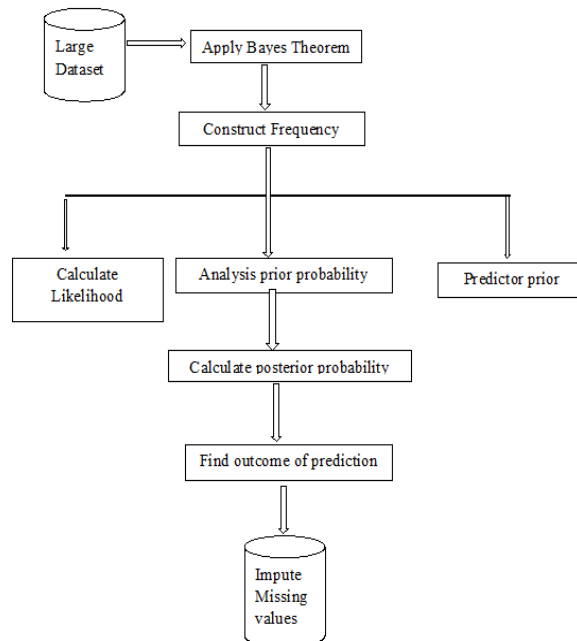 Large
Dataset
Apply Bayes Theorem
Construct Frequency
Calculate
Likelihood
Analysis prior probability
Predictor prior
Calculate posterior probability
Find outcome of prediction
Impute
Missing
values